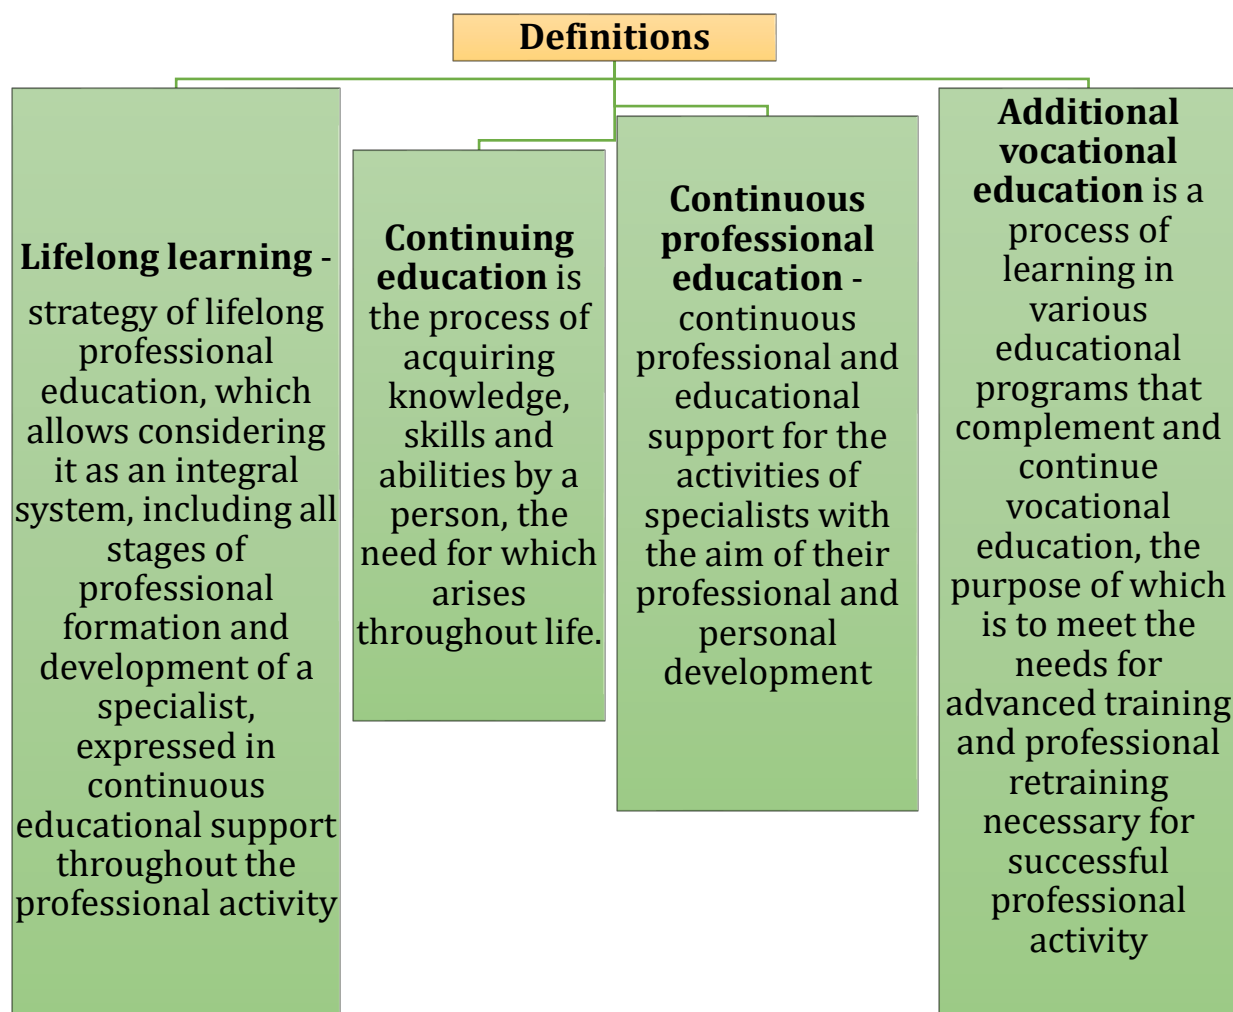 Definitions
Lifelong learning -
strategy of lifelong
professional
education, which
allows considering
it as an integral
system, including all
stages of
professional
formation and
development of a
specialist,
expressed in
continuous
educational support
throughout the
professional activity
Continuing
education is
the process of
acquiring
knowledge,
skills and
abilities by a
person, the
need for which
arises
throughout life.
Continuous
professional
education -
continuous
professional and
educational
support for the
activities of
specialists with
the aim of their
professional and
personal
development
Additional
vocational
education is a
process of
learning in
various
educational
programs that
complement and
continue
vocational
education, the
purpose of which
is to meet the
needs for
advanced training
and professional
retraining
necessary for
successful
professional
activity